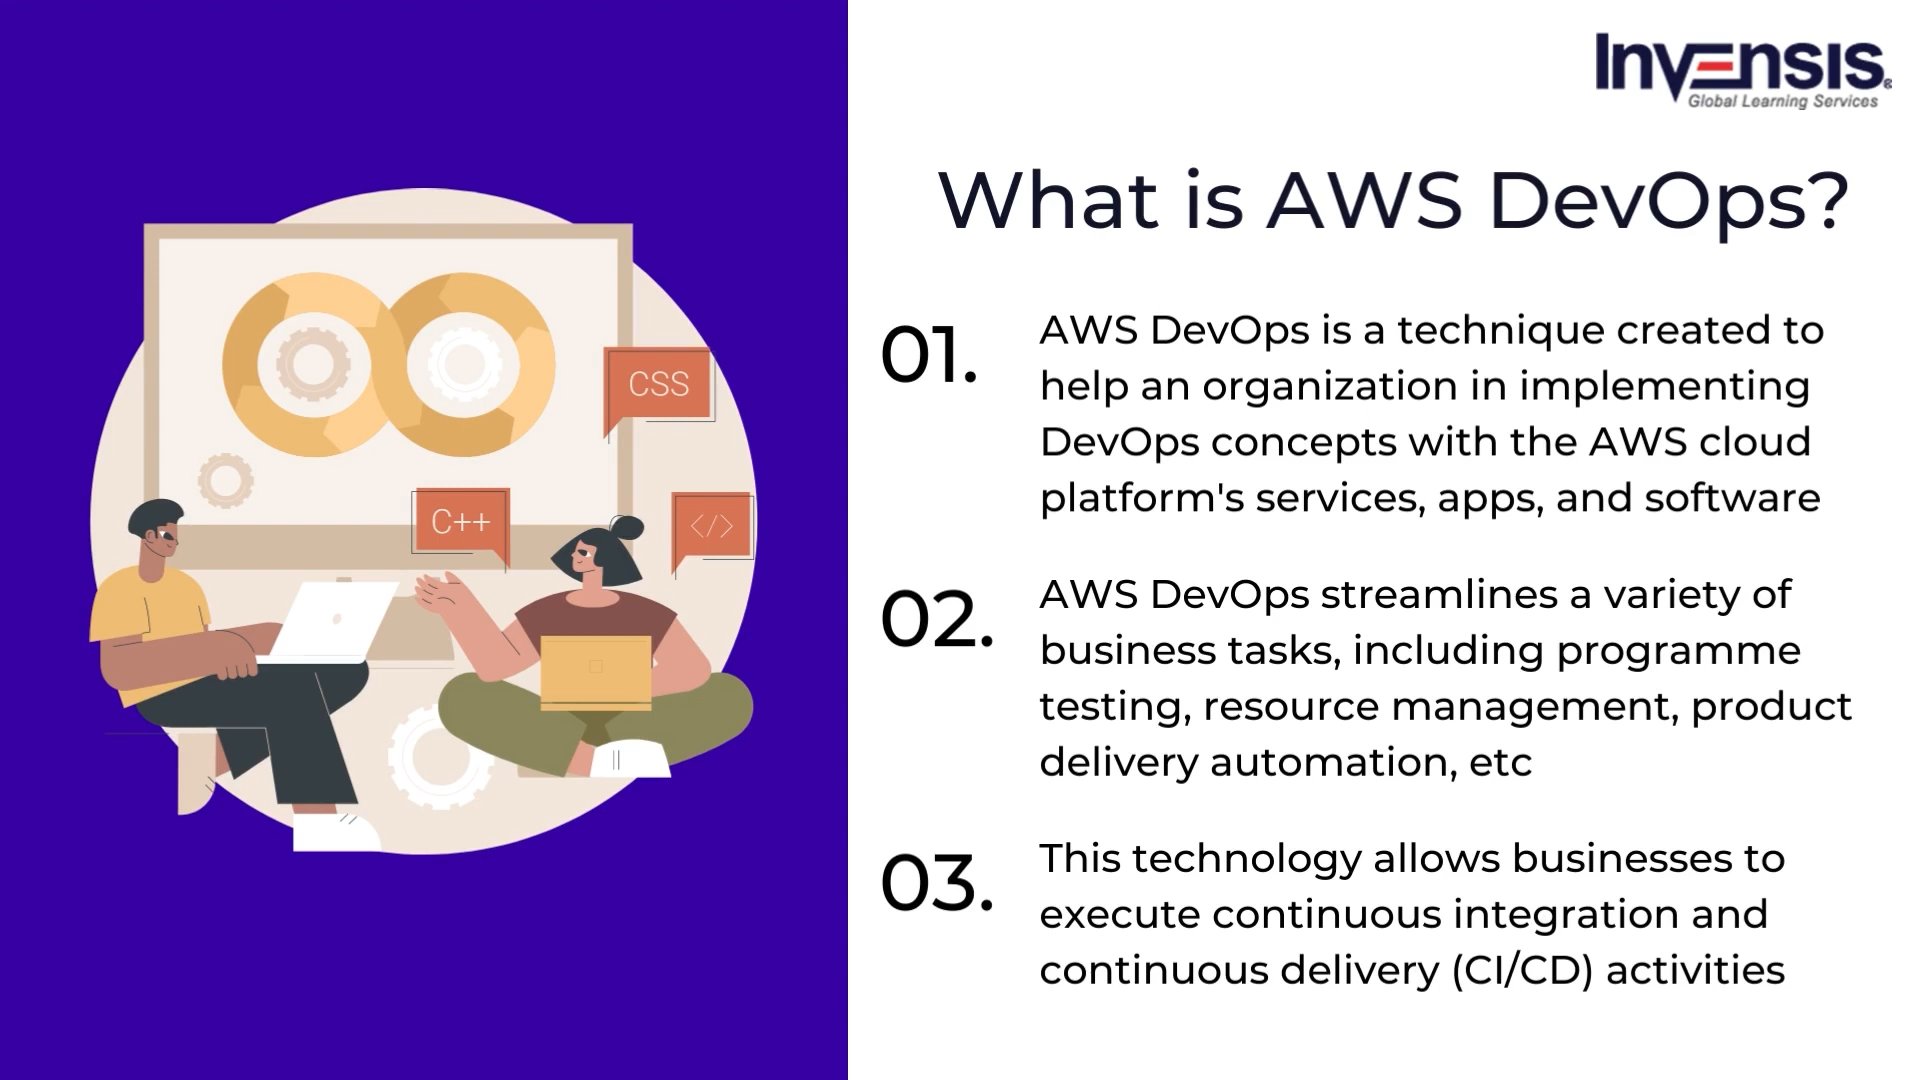 Invensis
Global Learning Services
What is AWS DevOps?
01.
AWS DevOps is a technique created to
help an organization in implementing
DevOps concepts with the AWS cloud
platform's services, apps, and software
02.
AWS DevOps streamlines a variety of
business tasks, including programme
testing, resource management, product
delivery automation, etc
03.
This technology allows businesses to
execute continuous integration and
continuous delivery (CI/CD) activities
CSS
C++
</>